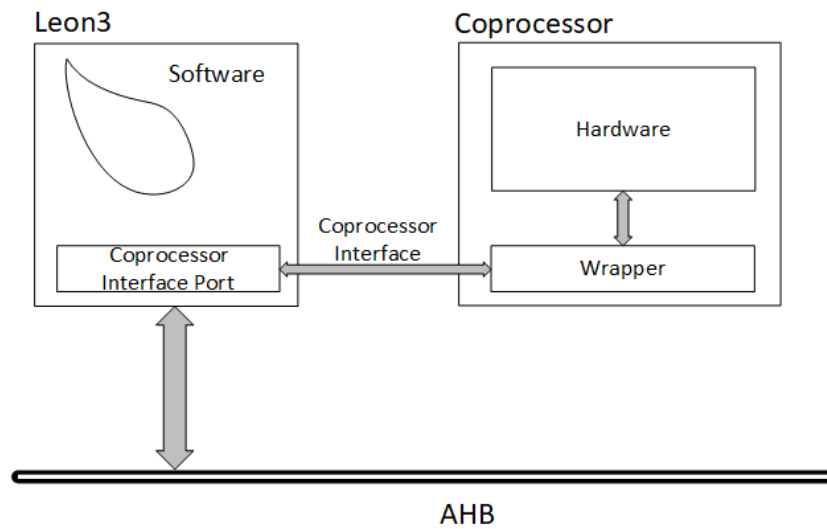 Leon3
Coprocessor
Software
Hardware
Coprocessor
Interface
Coprocessor
Interface Port
Wrapper
AHB